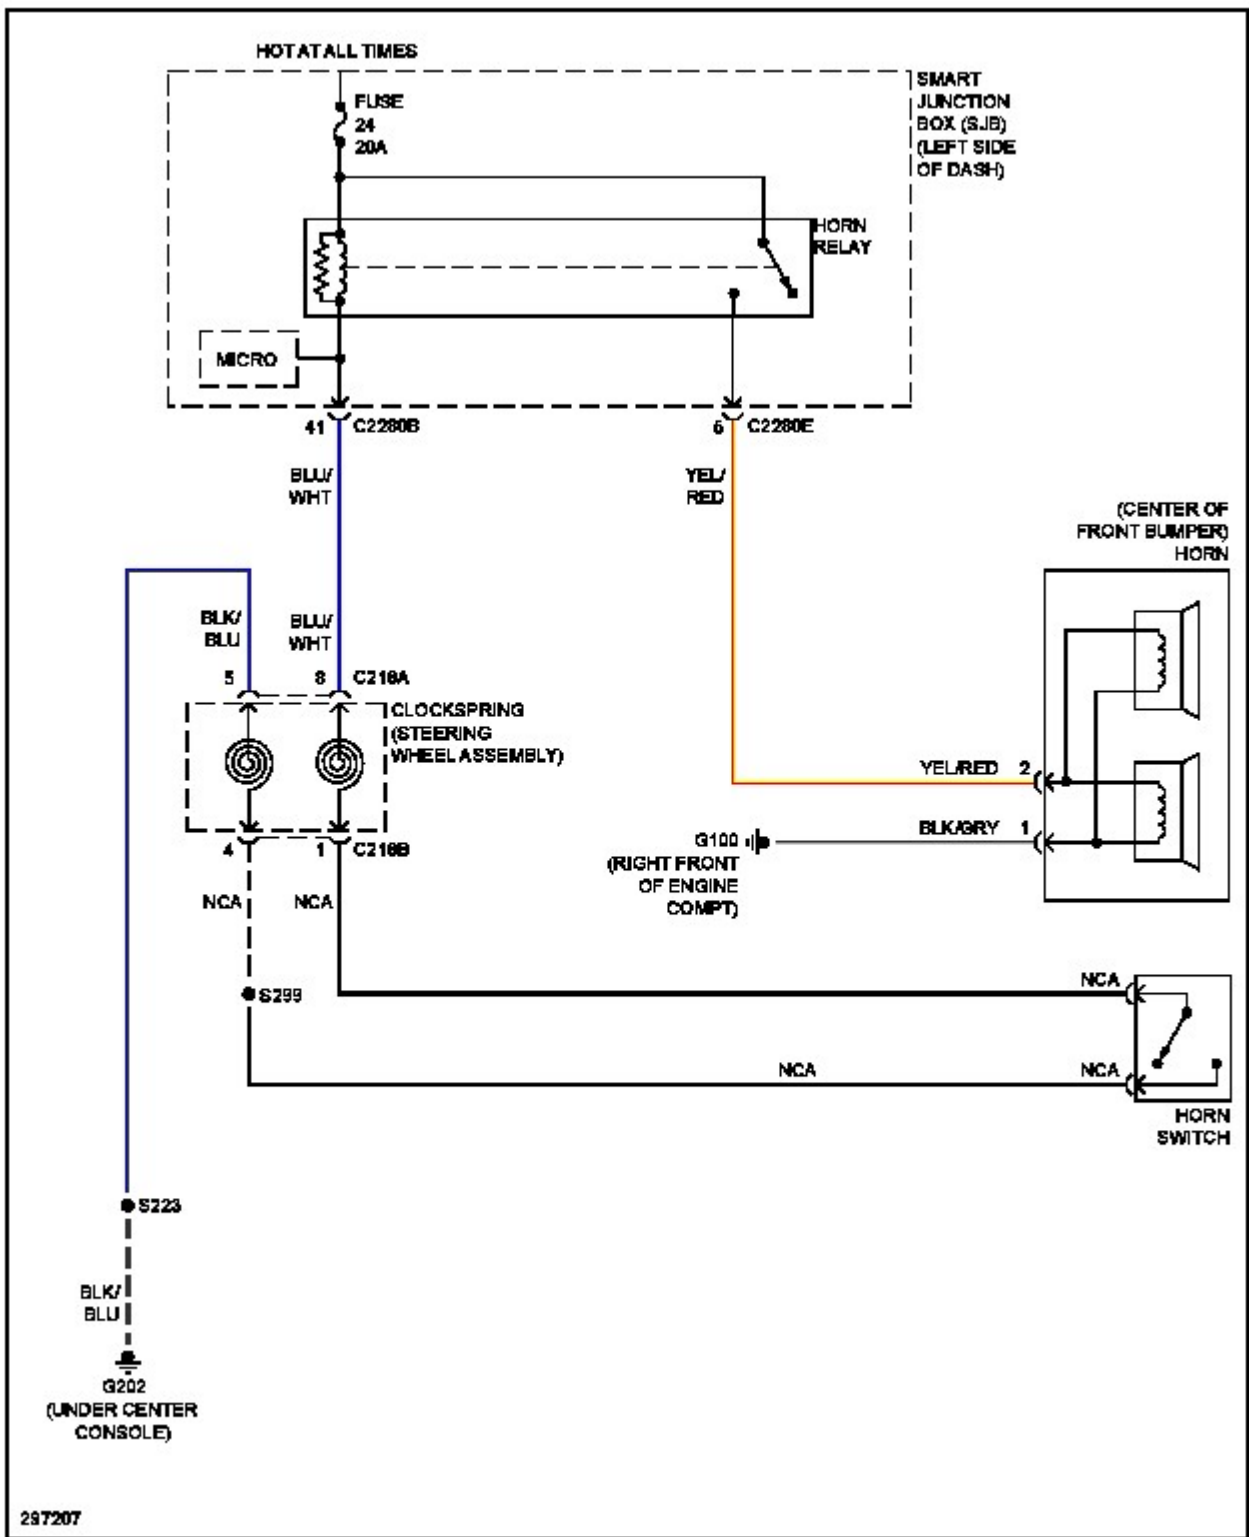 HOT AT ALL TIMES
FUSE
24
20A
SMART
JUNCTION
BOX (SJB)
(LEFT SIDE
OF DASH)
HORN
RELAY
MICRO
41 C2280B
6 C2280E
BLU/
WHT
YEL/
RED
(CENTER OF
FRONT BUMPER)
HORN
BLK/
BLU
BLU/
WHT
5 8 C218A
CLOCKSPRING
(STEERING
WHEEL ASSEMBLY)
YEL/RED 2
BLK/GRY 1
G100
(RIGHT FRONT
OF ENGINE
COMPT)
4 1 C218B
NCA NCA
NCA
S299
NCA NCA
HORN
SWITCH
S223
BLK/
BLU
G202
(UNDER CENTER
CONSOLE)
297207